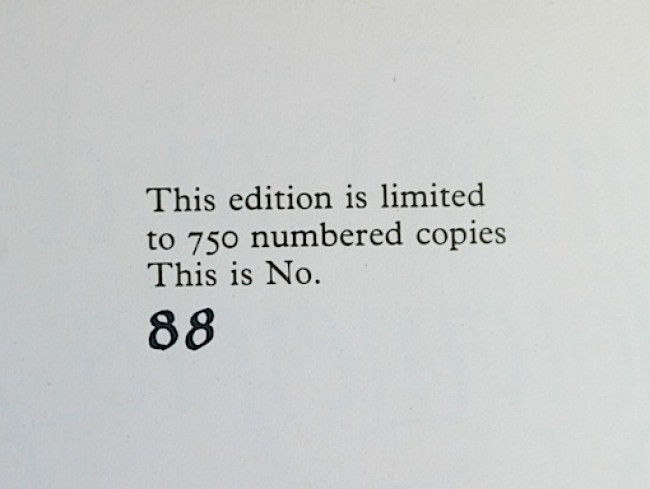 This edition is limited
to 750 numbered copies
This is No.
88